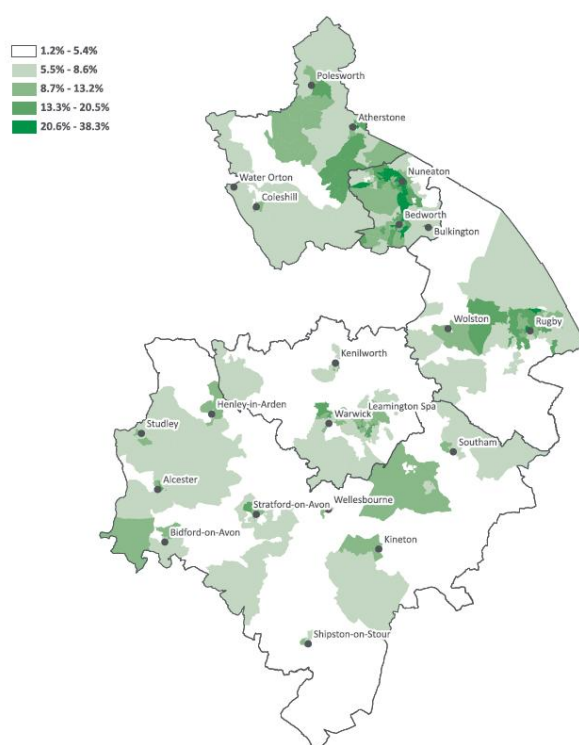 1.2% - 5.4%
5.5% - 8.6%
8.7% - 13.2%
13.3% - 20.5%
20.6% - 38.3%
Polesworth
Atherstone
Water Orton
Nuneaton
Coleshill
Bedworth
Bulkington
Wolston
Rugby
Kenilworth
Henley-in-Arden
Leamington Spa
Warwick
Studley
Southam
Alcester
Wellesbourne
Stratford-on-Avon
Bidford-on-Avon
Kineton
Shipston-on-Stour